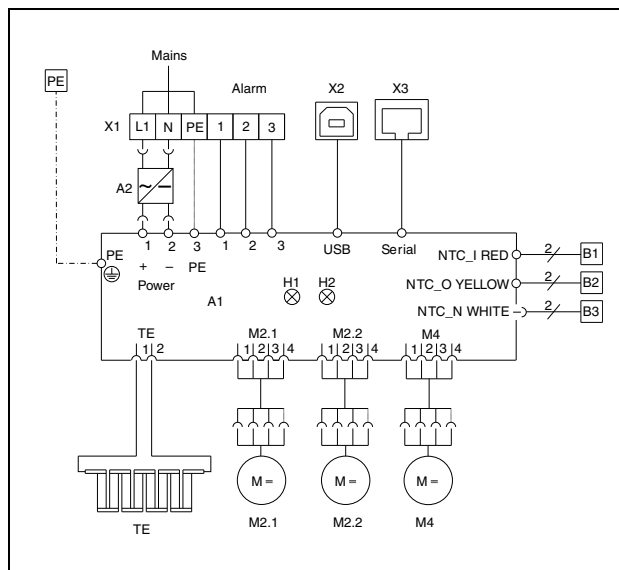 Mains
PE
Alarm
X2
X3
X1
L1
N
PE
1
2
3
A2
PE
1
2
3
1
2
3
USB
Serial
+
−
PE
Power
A1
H1
H2
NTC_I RED
2
B1
NTC_O YELLOW
2
B2
NTC_N WHITE
2
B3
TE
1 2
M2.1
1 2 3 4
M2.2
1 2 3 4
M4
1 2 3 4
M =
M =
M =
TE
M2.1
M2.2
M4